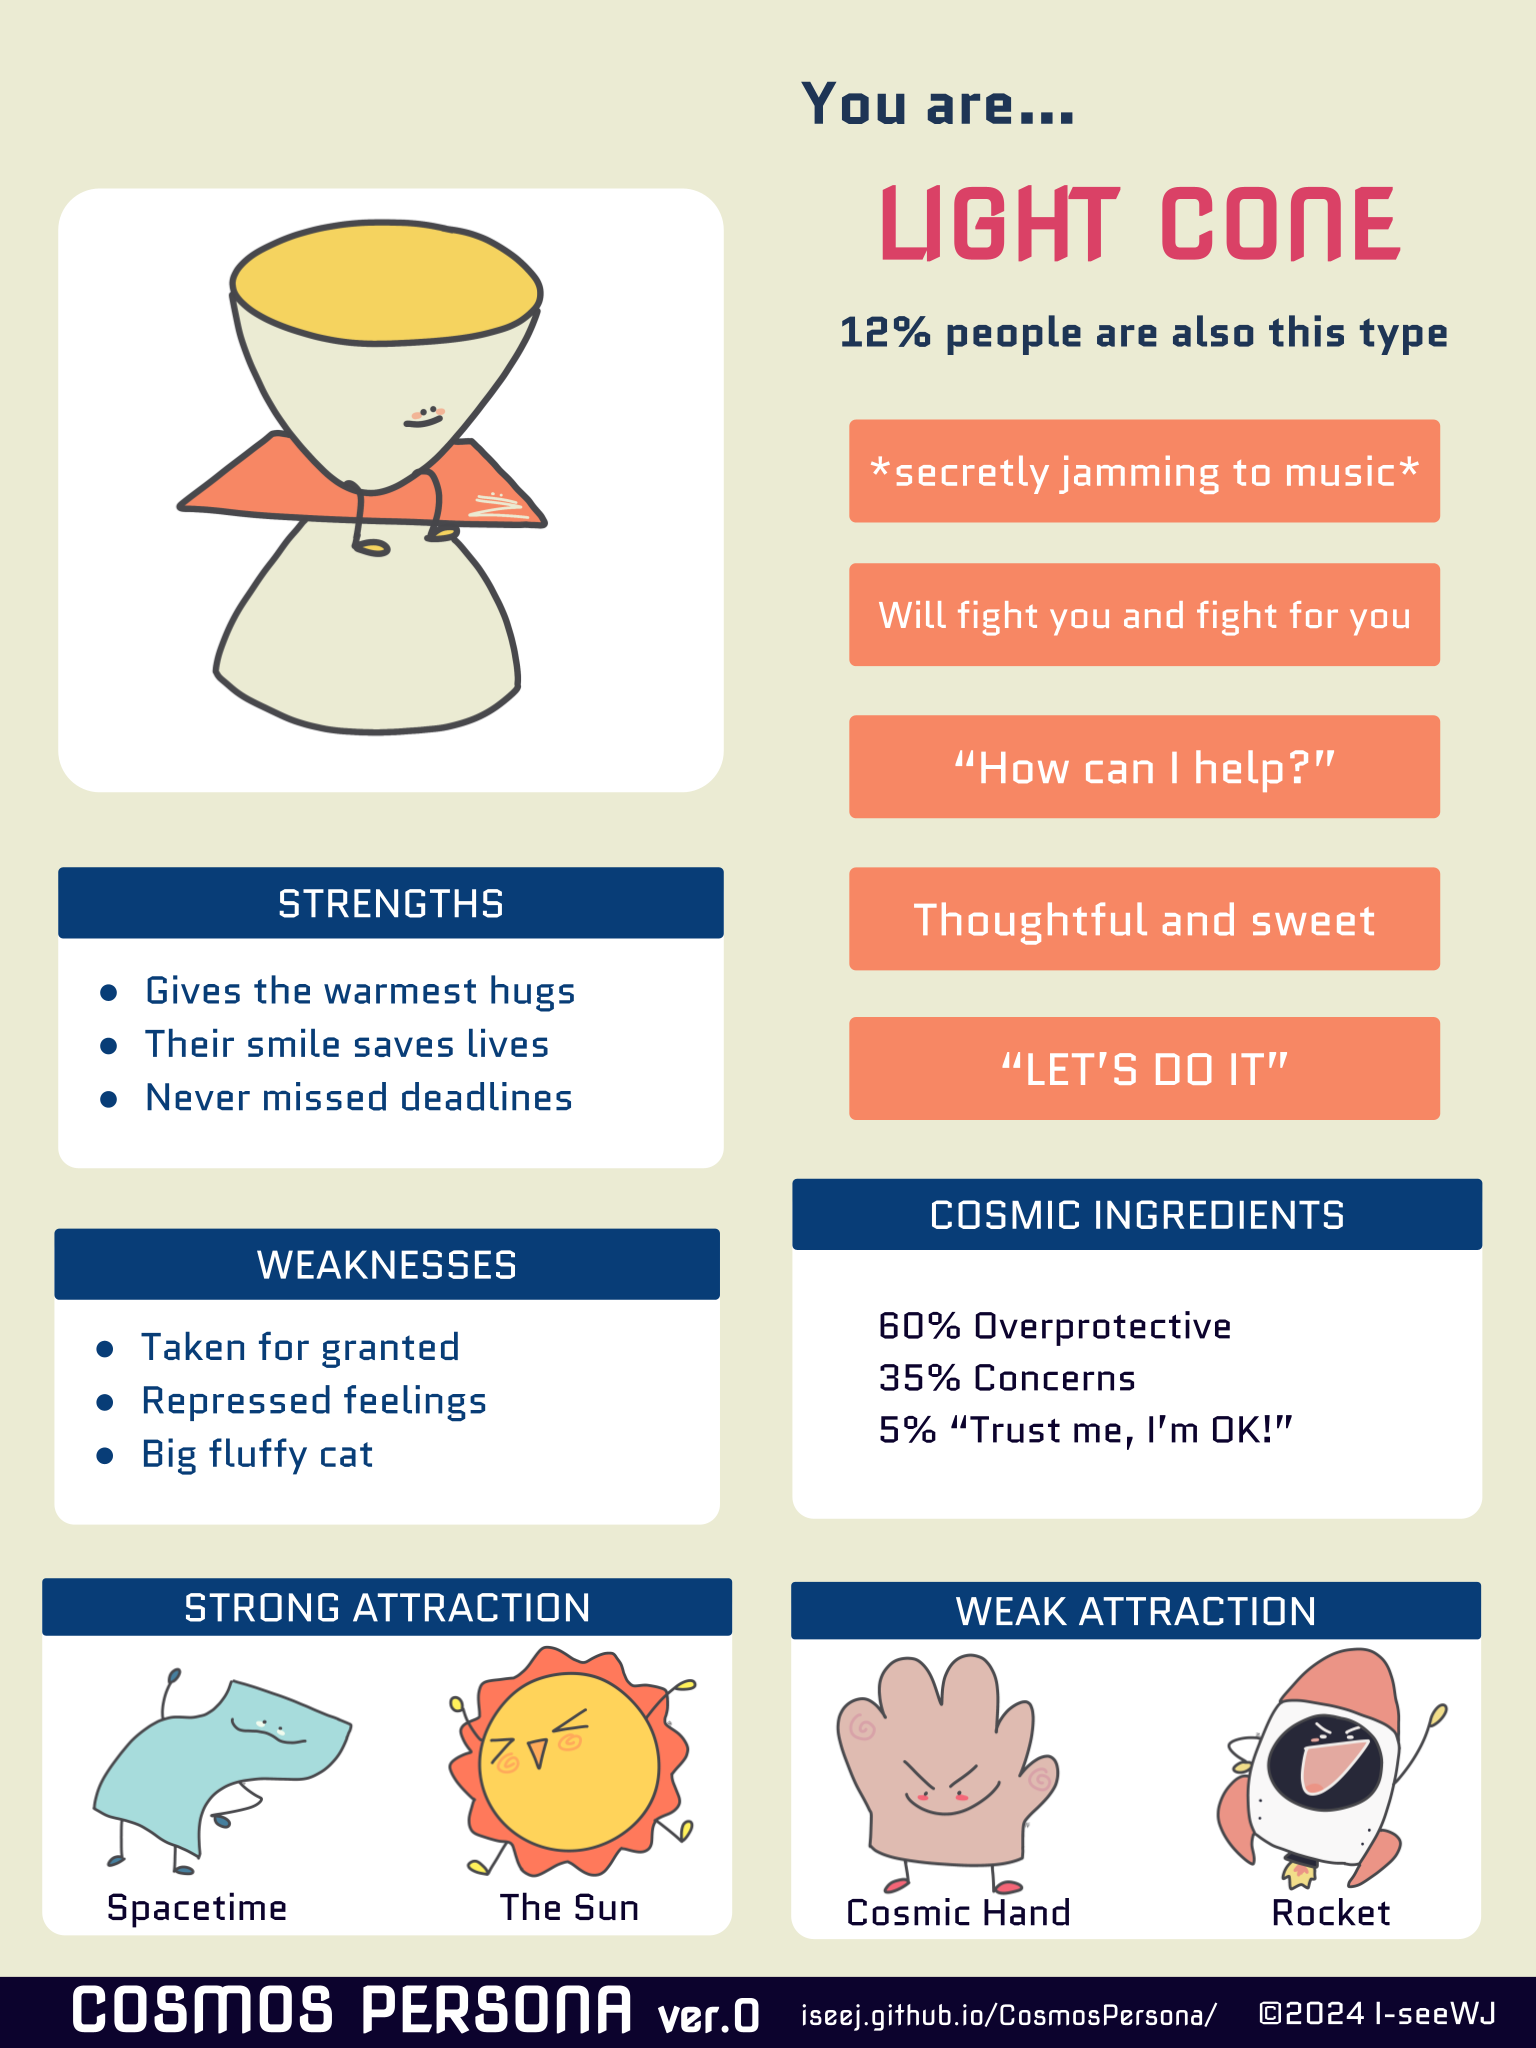 You are...
LIGHT CONE
12% people are also this type
*secretly jamming to music*
Will fight you and fight for you
“How can I help?”
Thoughtful and sweet
“LET’S DO IT”
STRENGTHS
● Gives the warmest hugs
● Their smile saves lives
● Never missed deadlines
WEAKNESSES
● Taken for granted
● Repressed feelings
● Big fluffy cat
COSMIC INGREDIENTS
60% Overprotective
35% Concerns
5% “Trust me, I’m OK!”
STRONG ATTRACTION
Spacetime
The Sun
WEAK ATTRACTION
Cosmic Hand
Rocket
COSMOS PERSONA ver.0
iseej.github.io/CosmosPersona/
©2024 I-seeWJ